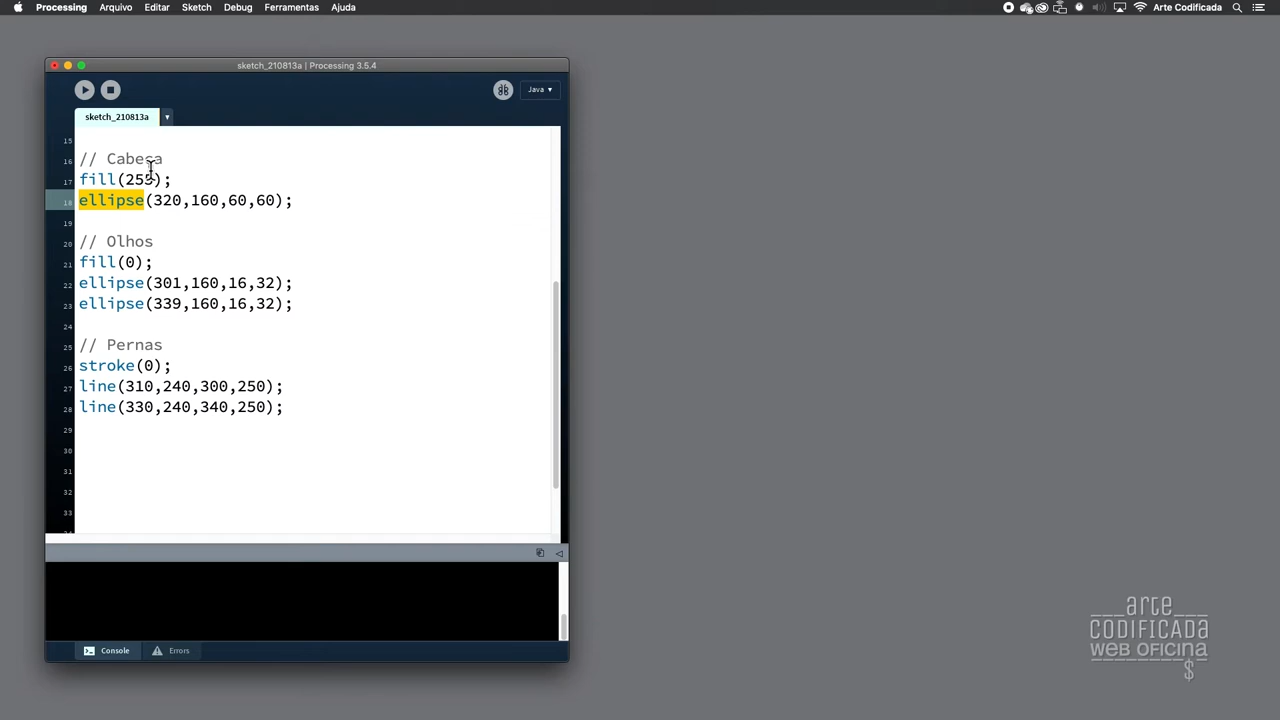 Processing Arquivo Editar Sketch Debug Ferramentas Ajuda Arte Codificada
sketch_210813a | Processing 3.5.4
Java ▾
sketch_210813a ▾
15
16 // Cabeça
17 fill(255);
18 ellipse(320,160,60,60);
19
20 // Olhos
21 fill(0);
22 ellipse(301,160,16,32);
23 ellipse(339,160,16,32);
24
25 // Pernas
26 stroke(0);
27 line(310,240,300,250);
28 line(330,240,340,250);
29
30
31
32
33
Console Errors
arte
CODIFICADA
WEB OFICINA
$